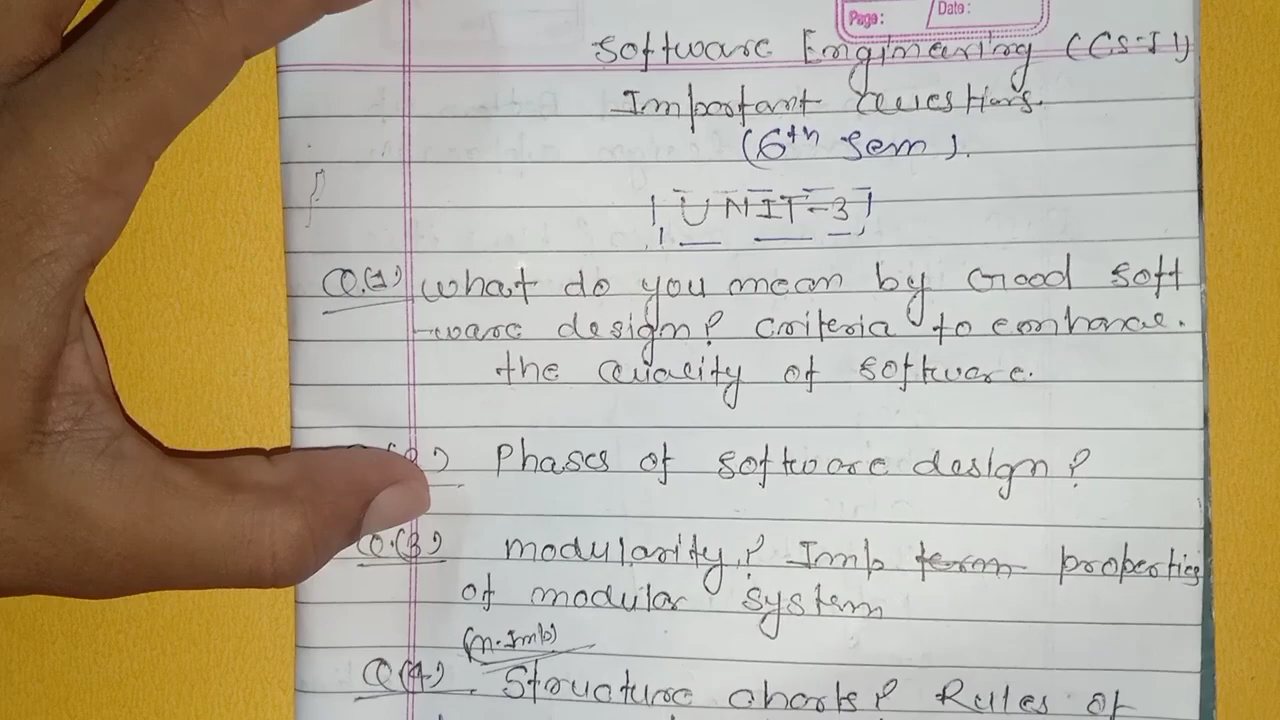 Page: Date:
Software Engineering (CS-IV)
Important Questions.
(6th Sem).
UNIT-3
Q.(1) What do you mean by Good Soft
-ware design? criteria to enhance.
the quality of software.
Phases of software design?
Q.(3) modularity? Imp term properties
of modular system
(m.Imp)
Q(4). Structure charts? Rules of